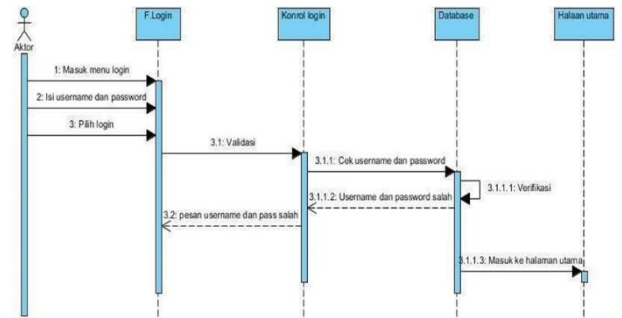 F.Login
Konrol login
Database
Halaan utama
Aktor
1: Masuk menu login
2: Isi username dan password
3: Pilih login
3.1: Validasi
3.1.1: Cek username dan password
3.1.1.1: Verifikasi
3.1.1.2: Username dan password salah
3.2: pesan username dan pass salah
3.1.1.3: Masuk ke halaman utama